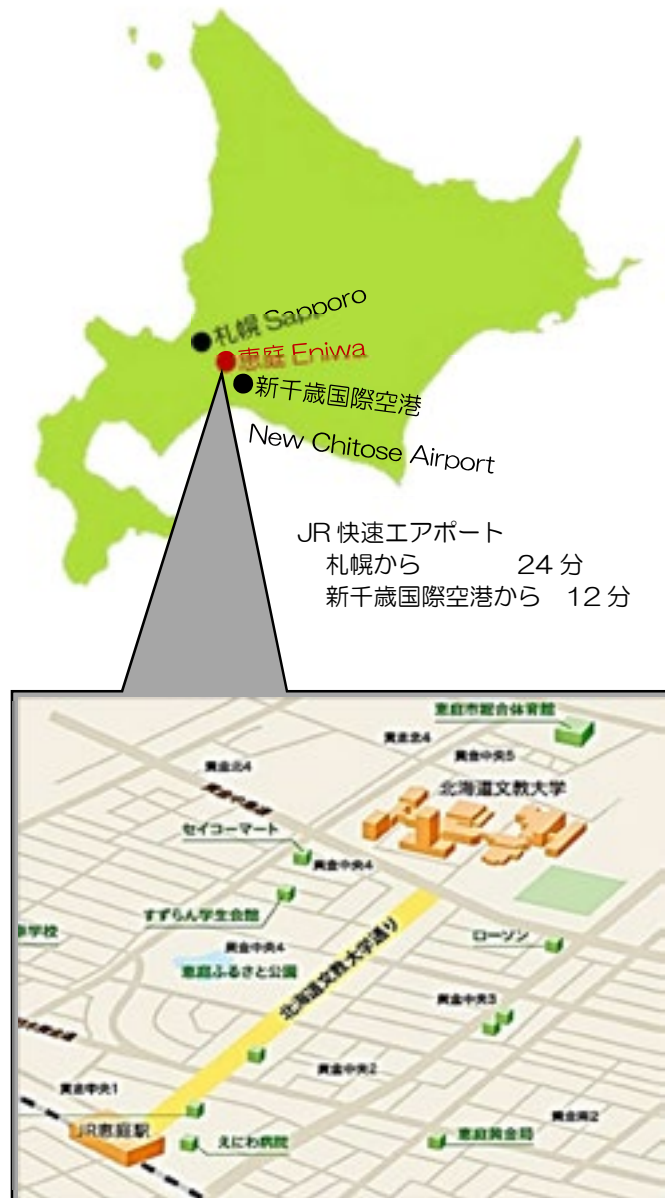 札幌 Sapporo
恵庭 Eniwa
新千歳国際空港
New Chitose Airport
JR 快速エアポート
札幌から 24 分
新千歳国際空港から 12 分
恵庭市総合体育館
黄金北4
黄金中央5
黄金北4
北海道文教大学
セイコーマート
黄金中央4
すずらん学生会館
学校
ローソン
黄金中央4
恵庭ふるさと公園
北海道文教大学通り
黄金中央3
黄金中央2
黄金中央1
黄金南2
JR恵庭駅
えにわ病院
恵庭黄金局